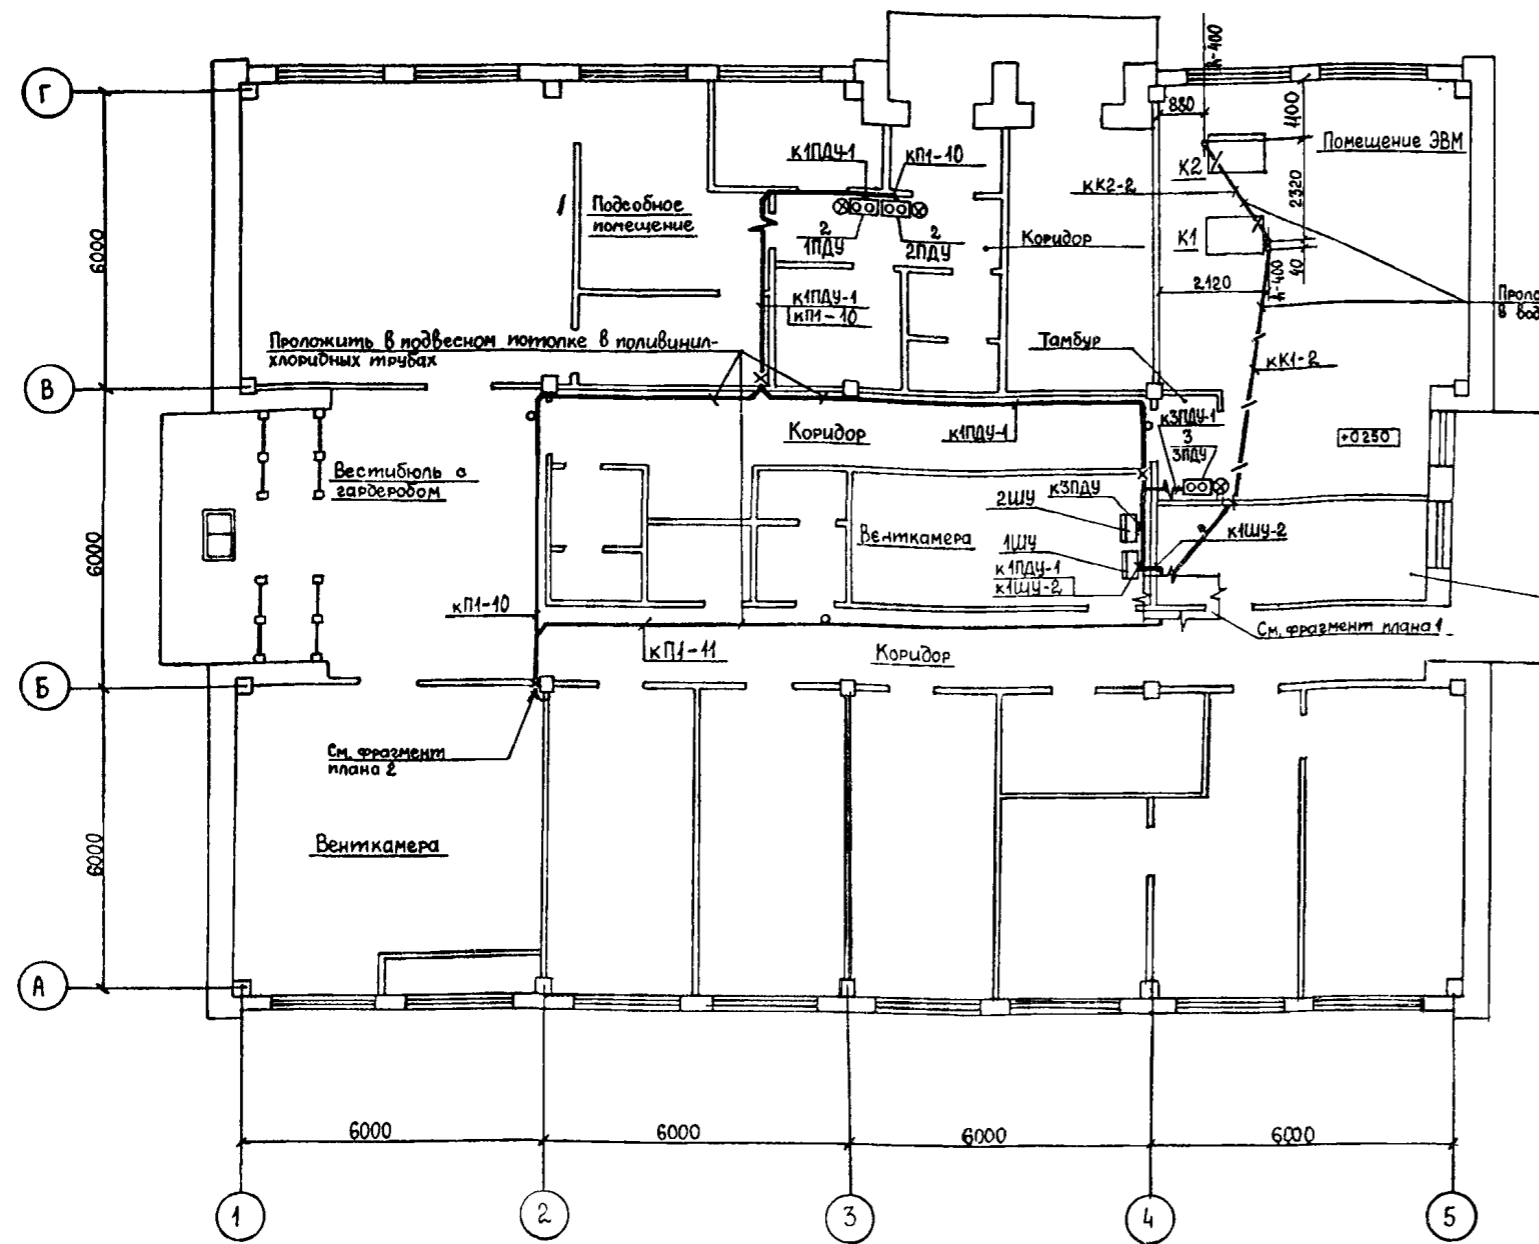 h-400
Г
880
1100
Помещение ЭВМ
к1ПДУ-1
кП1-10
К2
кК2-2
2320
Подсобное
помещение
2
1ПДУ
2
2ПДУ
Коридор
К1
40
h-400
2120
6000
к1ПДУ-1
кП1-10
Проложить в подвесном потолке в поливинил-
хлоридных трубах
Тамбур
кК1-2
В
Коридор
к1ПДУ-1
к3ПДУ-1
3
3ПДУ
+0.250
Вестибюль с
гардеробом
к3ПДУ
2ШУ
Венткамера
1ШУ
к1ПДУ-1
к1ШУ-2
к1ШУ-2
6000
кП1-10
См. фрагмент плана 1
кП1-11
Коридор
Б
См. фрагмент
плана 2
Венткамера
6000
А
6000
6000
6000
6000
1
2
3
4
5